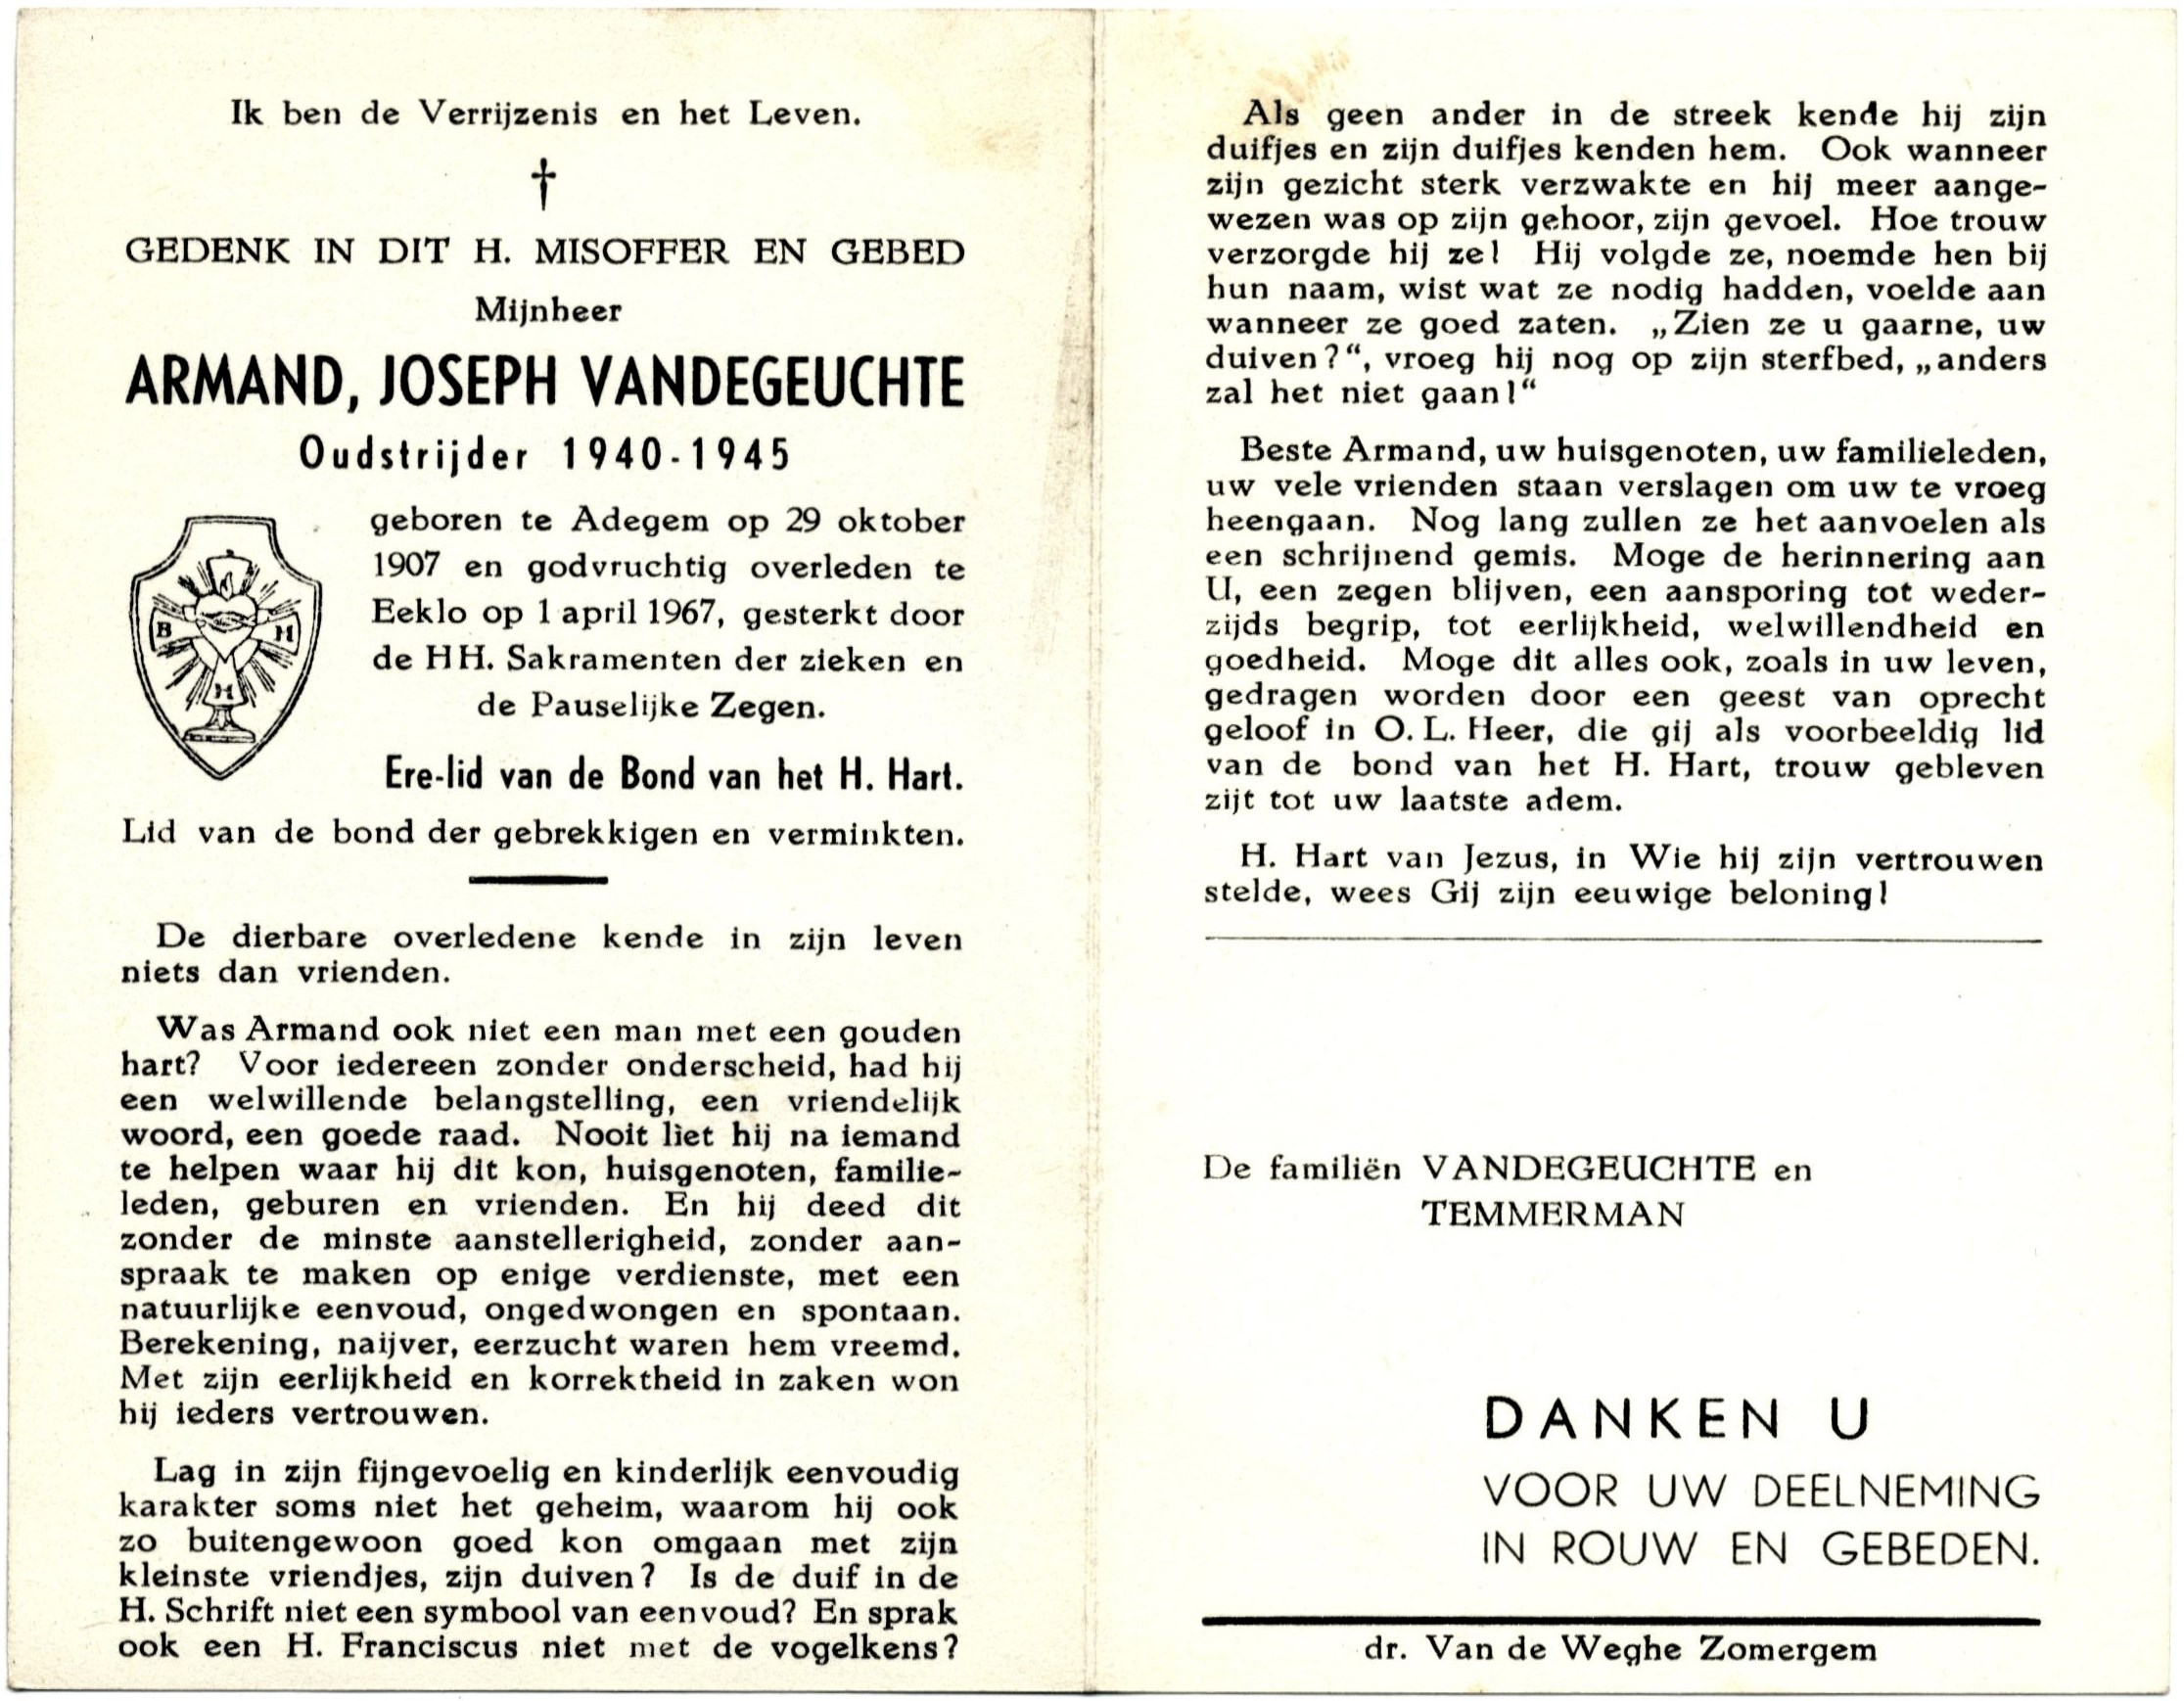 Ik ben de Verrijzenis en het Leven.
†
GEDENK IN DIT H. MISOFFER EN GEBED
Mijnheer
ARMAND, JOSEPH VANDEGEUCHTE
Oudstrijder 1940-1945
geboren te Adegem op 29 oktober
1907 en godvruchtig overleden te
Eeklo op 1 april 1967, gesterkt door
de HH. Sakramenten der zieken en
de Pauselijke Zegen.
B H
H
Ere-lid van de Bond van het H. Hart.
Lid van de bond der gebrekkigen en verminkten.
De dierbare overledene kende in zijn leven
niets dan vrienden.
Was Armand ook niet een man met een gouden
hart? Voor iedereen zonder onderscheid, had hij
een welwillende belangstelling, een vriendelijk
woord, een goede raad. Nooit liet hij na iemand
te helpen waar hij dit kon, huisgenoten, familie-
leden, geburen en vrienden. En hij deed dit
zonder de minste aanstellerigheid, zonder aan-
spraak te maken op enige verdienste, met een
natuurlijke eenvoud, ongedwongen en spontaan.
Berekening, naijver, eerzucht waren hem vreemd.
Met zijn eerlijkheid en korrektheid in zaken won
hij ieders vertrouwen.
Lag in zijn fijngevoelig en kinderlijk eenvoudig
karakter soms niet het geheim, waarom hij ook
zo buitengewoon goed kon omgaan met zijn
kleinste vriendjes, zijn duiven? Is de duif in de
H. Schrift niet een symbool van eenvoud? En sprak
ook een H. Franciscus niet met de vogelkens?
Als geen ander in de streek kende hij zijn
duifjes en zijn duifjes kenden hem. Ook wanneer
zijn gezicht sterk verzwakte en hij meer aange-
wezen was op zijn gehoor, zijn gevoel. Hoe trouw
verzorgde hij ze! Hij volgde ze, noemde hen bij
hun naam, wist wat ze nodig hadden, voelde aan
wanneer ze goed zaten. „Zien ze u gaarne, uw
duiven?“, vroeg hij nog op zijn sterfbed, „anders
zal het niet gaan!“
Beste Armand, uw huisgenoten, uw familieleden,
uw vele vrienden staan verslagen om uw te vroeg
heengaan. Nog lang zullen ze het aanvoelen als
een schrijnend gemis. Moge de herinnering aan
U, een zegen blijven, een aansporing tot weder-
zijds begrip, tot eerlijkheid, welwillendheid en
goedheid. Moge dit alles ook, zoals in uw leven,
gedragen worden door een geest van oprecht
geloof in O. L. Heer, die gij als voorbeeldig lid
van de bond van het H. Hart, trouw gebleven
zijt tot uw laatste adem.
H. Hart van Jezus, in Wie hij zijn vertrouwen
stelde, wees Gij zijn eeuwige beloning!
De familiën VANDEGEUCHTE en
TEMMERMAN
DANKEN U
VOOR UW DEELNEMING
IN ROUW EN GEBEDEN.
dr. Van de Weghe Zomergem